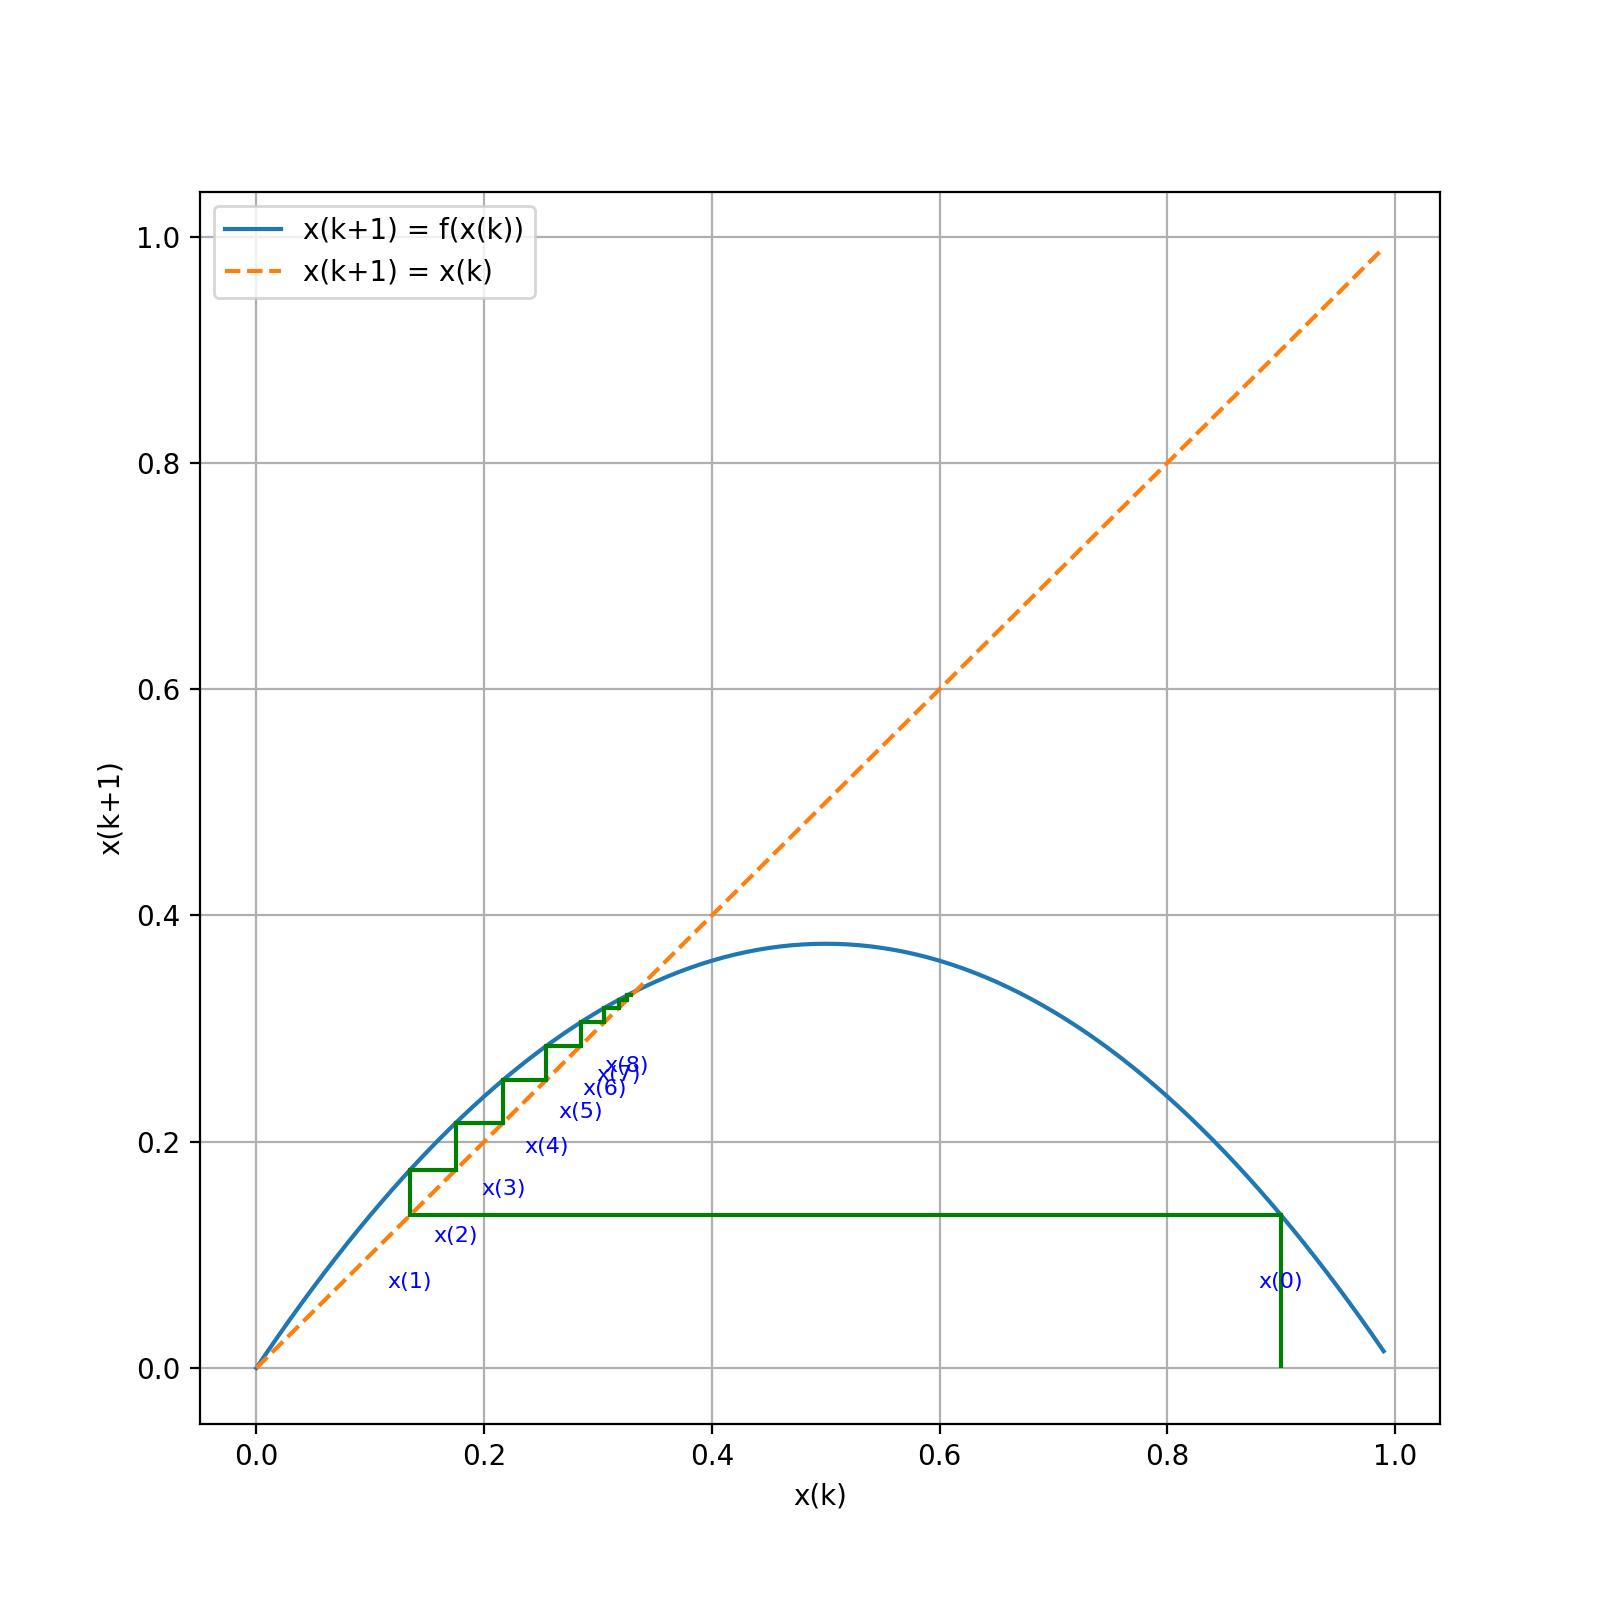 x(k+1) = f(x(k))
x(k+1) = x(k)
1.0
0.8
0.6
0.4
0.2
0.0
x(k+1)
x(8)
x(7)
x(6)
x(5)
x(4)
x(3)
x(2)
x(1)
x(0)
0.0 0.2 0.4 0.6 0.8 1.0
x(k)